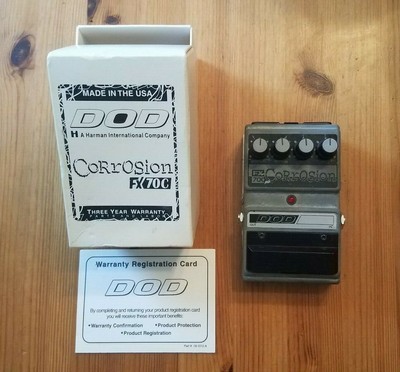 MADE IN THE USA
DOD
H A Harman International Company
CoRrOSion
FX70C
THREE YEAR WARRANTY
Warranty Registration Card
DOD
By completing and returning your product registration card
you will receive these important benefits:
•Warranty Confirmation •Product Protection
•Product Registration
CoRrOSion
DOD